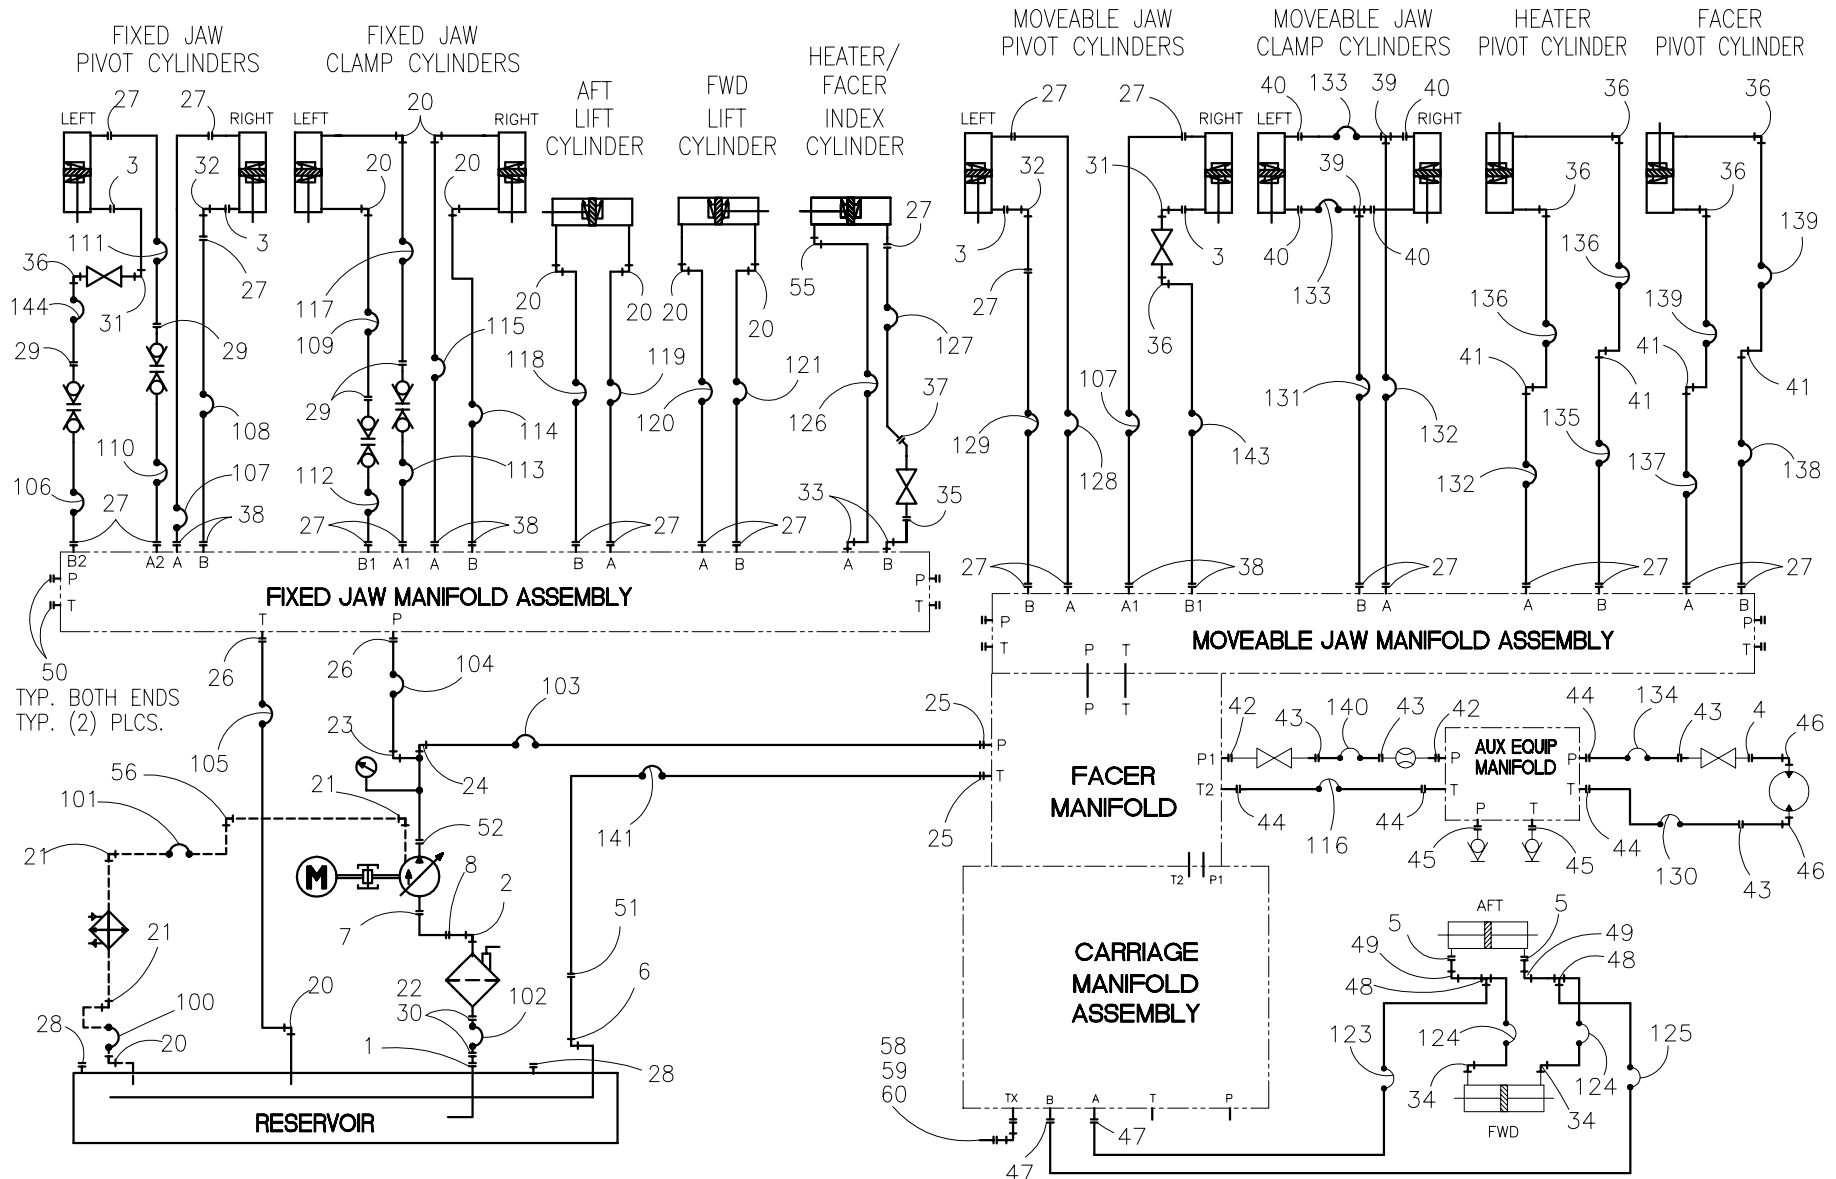 FIXED JAW
PIVOT CYLINDERS
FIXED JAW
CLAMP CYLINDERS
AFT
LIFT
CYLINDER
FWD
LIFT
CYLINDER
HEATER/
FACER
INDEX
CYLINDER
MOVEABLE JAW
PIVOT CYLINDERS
MOVEABLE JAW
CLAMP CYLINDERS
HEATER
PIVOT CYLINDER
FACER
PIVOT CYLINDER
27 27 20 27 27 40 133 39 40 36 36
LEFT RIGHT LEFT RIGHT LEFT RIGHT LEFT RIGHT
3 32 20 20 32 31 39 36 36
111 3 27 3 3 40 40
36 27 117 20 20 20 20 55 27 133 136 139
144 31 109 115 127 36 136 139
29 29 29 118 119 120 121 126 37 107 131 132 41 41 41 41
108 114 129 128 143 135
110 107 113 132 137 138
106 27 38 112 27 38 27 27 33 35 27 38 27 27 27
B2 A2 A B B1 A1 A B B A A B A B
P P
FIXED JAW MANIFOLD ASSEMBLY
T T
T P
B A A1 B1 B A A B A B
P P
MOVEABLE JAW MANIFOLD ASSEMBLY
T T
P T
P T
50
TYP. BOTH ENDS
TYP. (2) PLCS.
26 26 104
105 23 103 25
24
P
T
FACER
MANIFOLD
P1
T2
25
141
42 43 140 43 42
44 116 44
AUX EQUIP
MANIFOLD
P P
T T
P T
45 45
44 134 43 4 46
44 130 43 46
56 21
101
52
21
M
8 2
7
51
6
21
22
100 30 102
20
28 20 1 28
RESERVOIR
T2 P1
CARRIAGE
MANIFOLD
ASSEMBLY
58
59
60
TX B A T P
47 47
AFT
5 5
49 49
48 48
123 124 124 125
34 34
FWD